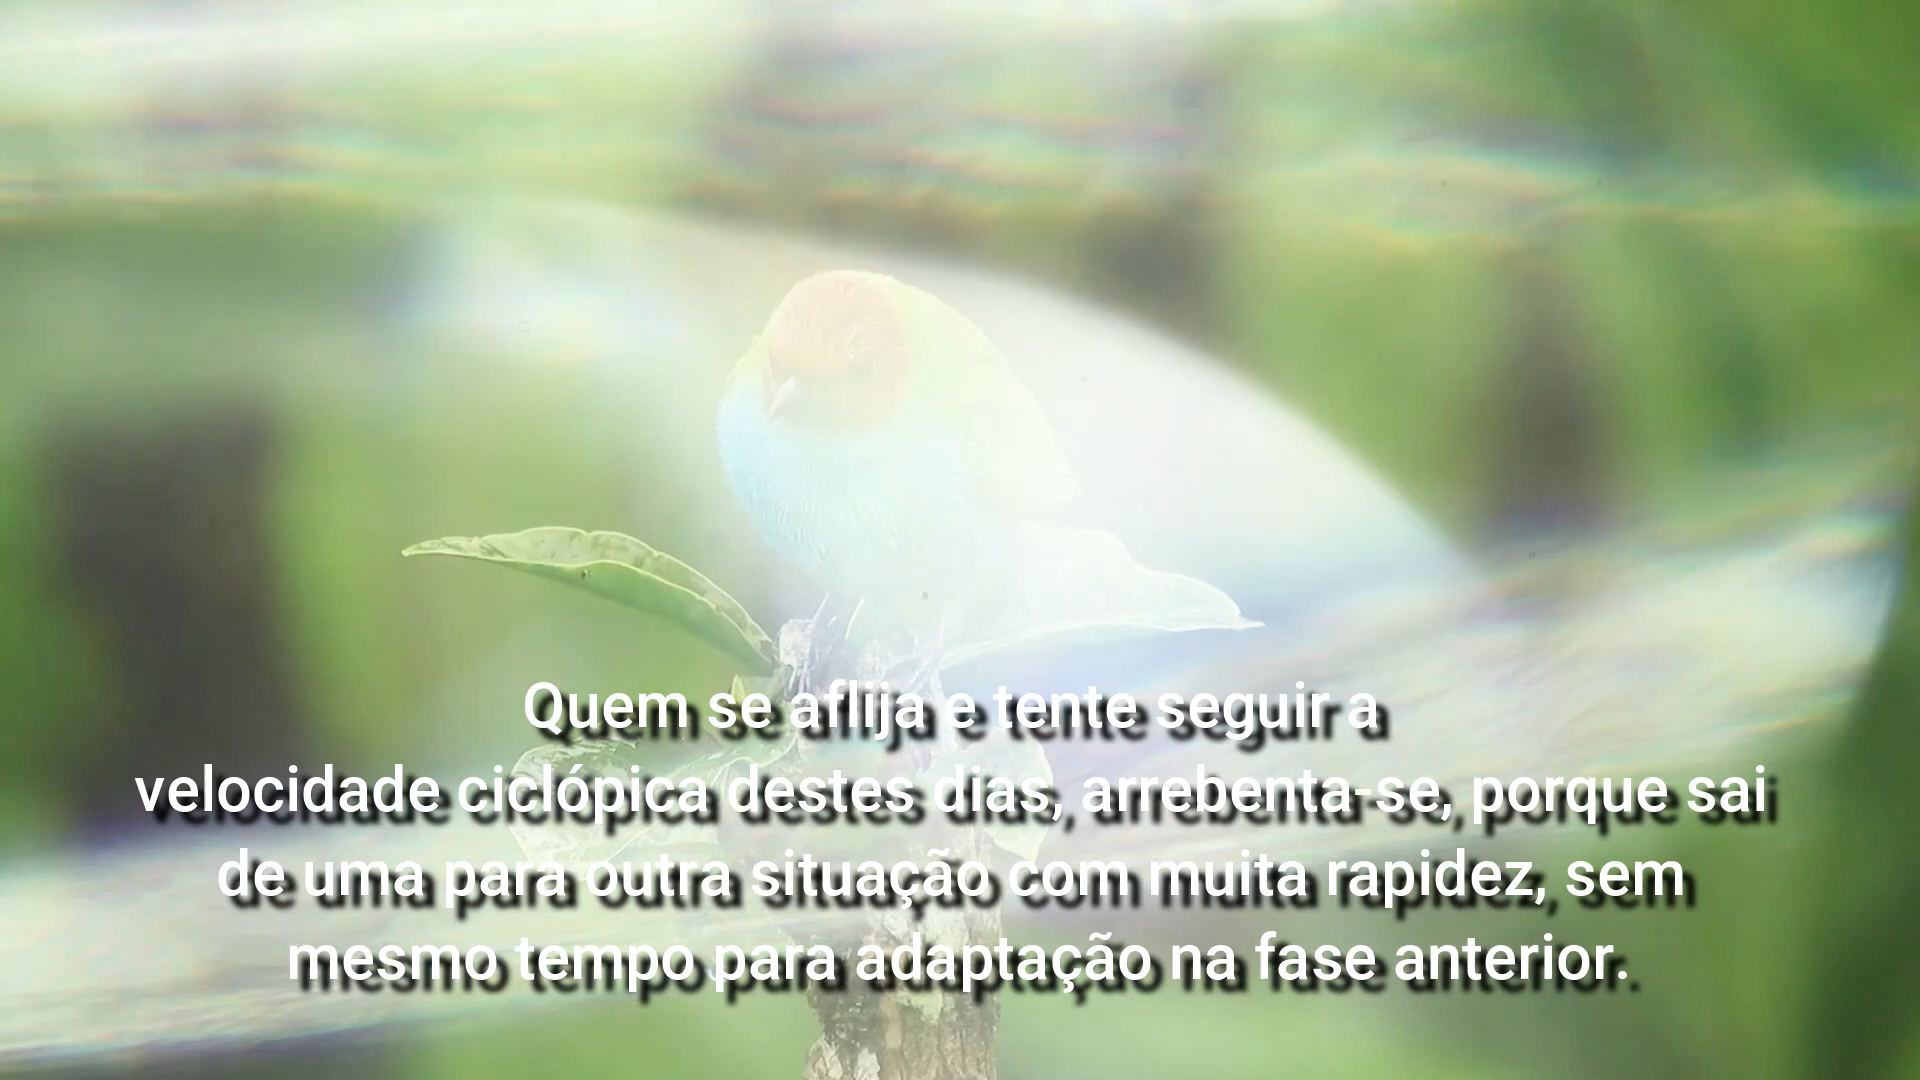 Quem se aflija e tente seguir a
velocidade ciclópica destes dias, arrebenta-se, porque sai
de uma para outra situação com muita rapidez, sem
mesmo tempo para adaptação na fase anterior.